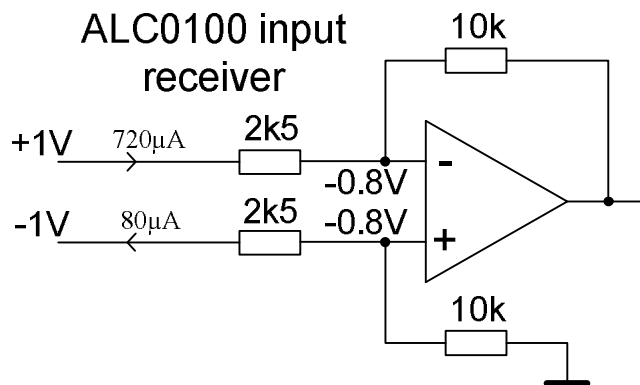 ALC0100 input
receiver
10k
+1V 720µA 2k5
-0.8V -
-1V 80µA 2k5 -0.8V
+
10k